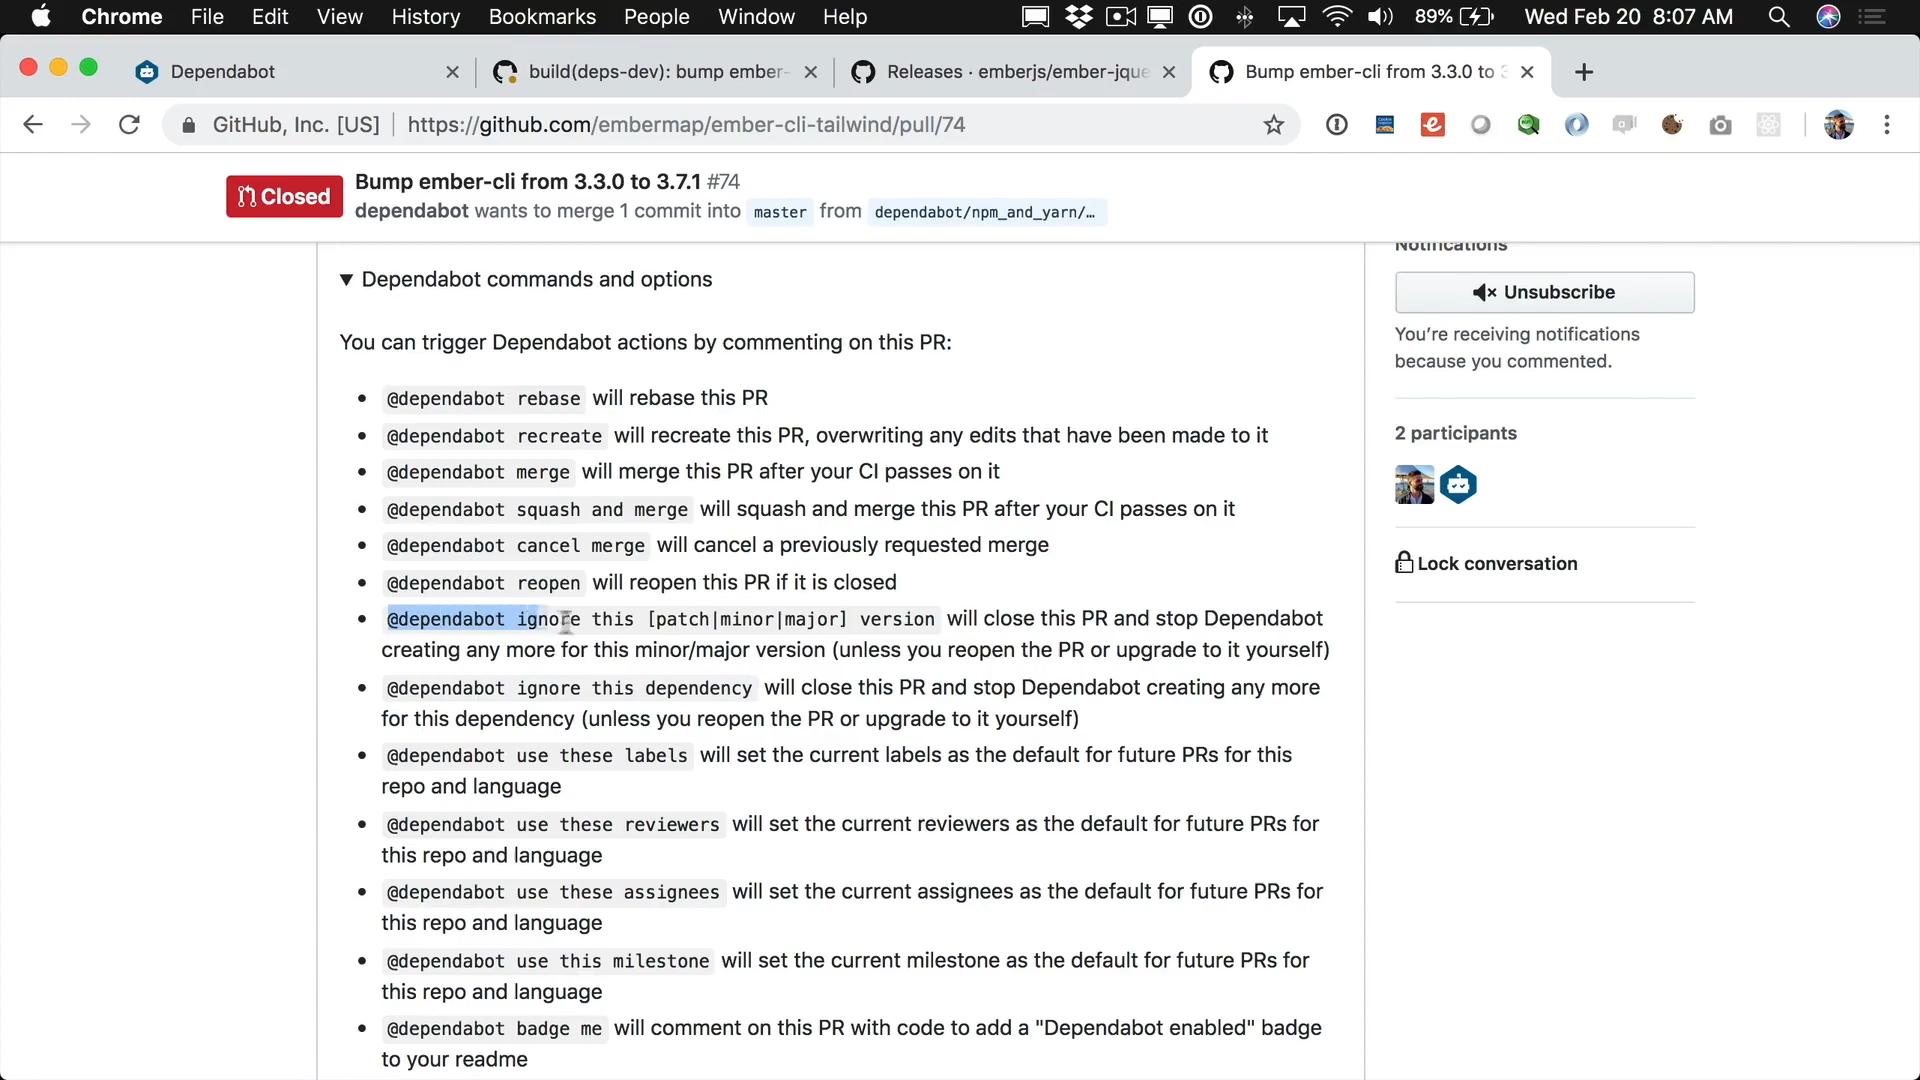 Chrome File Edit View History Bookmarks People Window Help 89% Wed Feb 20 8:07 AM
Dependabot
build(deps-dev): bump ember-
Releases · emberjs/ember-jque
Bump ember-cli from 3.3.0 to 3
GitHub, Inc. [US] https://github.com/embermap/ember-cli-tailwind/pull/74
Closed
Bump ember-cli from 3.3.0 to 3.7.1 #74
dependabot wants to merge 1 commit into master from dependabot/npm_and_yarn/…
▼ Dependabot commands and options
You can trigger Dependabot actions by commenting on this PR:
• @dependabot rebase will rebase this PR
• @dependabot recreate will recreate this PR, overwriting any edits that have been made to it
• @dependabot merge will merge this PR after your CI passes on it
• @dependabot squash and merge will squash and merge this PR after your CI passes on it
• @dependabot cancel merge will cancel a previously requested merge
• @dependabot reopen will reopen this PR if it is closed
• @dependabot ignore this [patch|minor|major] version will close this PR and stop Dependabot
creating any more for this minor/major version (unless you reopen the PR or upgrade to it yourself)
• @dependabot ignore this dependency will close this PR and stop Dependabot creating any more
for this dependency (unless you reopen the PR or upgrade to it yourself)
• @dependabot use these labels will set the current labels as the default for future PRs for this
repo and language
• @dependabot use these reviewers will set the current reviewers as the default for future PRs for
this repo and language
• @dependabot use these assignees will set the current assignees as the default for future PRs for
this repo and language
• @dependabot use this milestone will set the current milestone as the default for future PRs for
this repo and language
• @dependabot badge me will comment on this PR with code to add a "Dependabot enabled" badge
to your readme
Notifications
Unsubscribe
You're receiving notifications
because you commented.
2 participants
Lock conversation